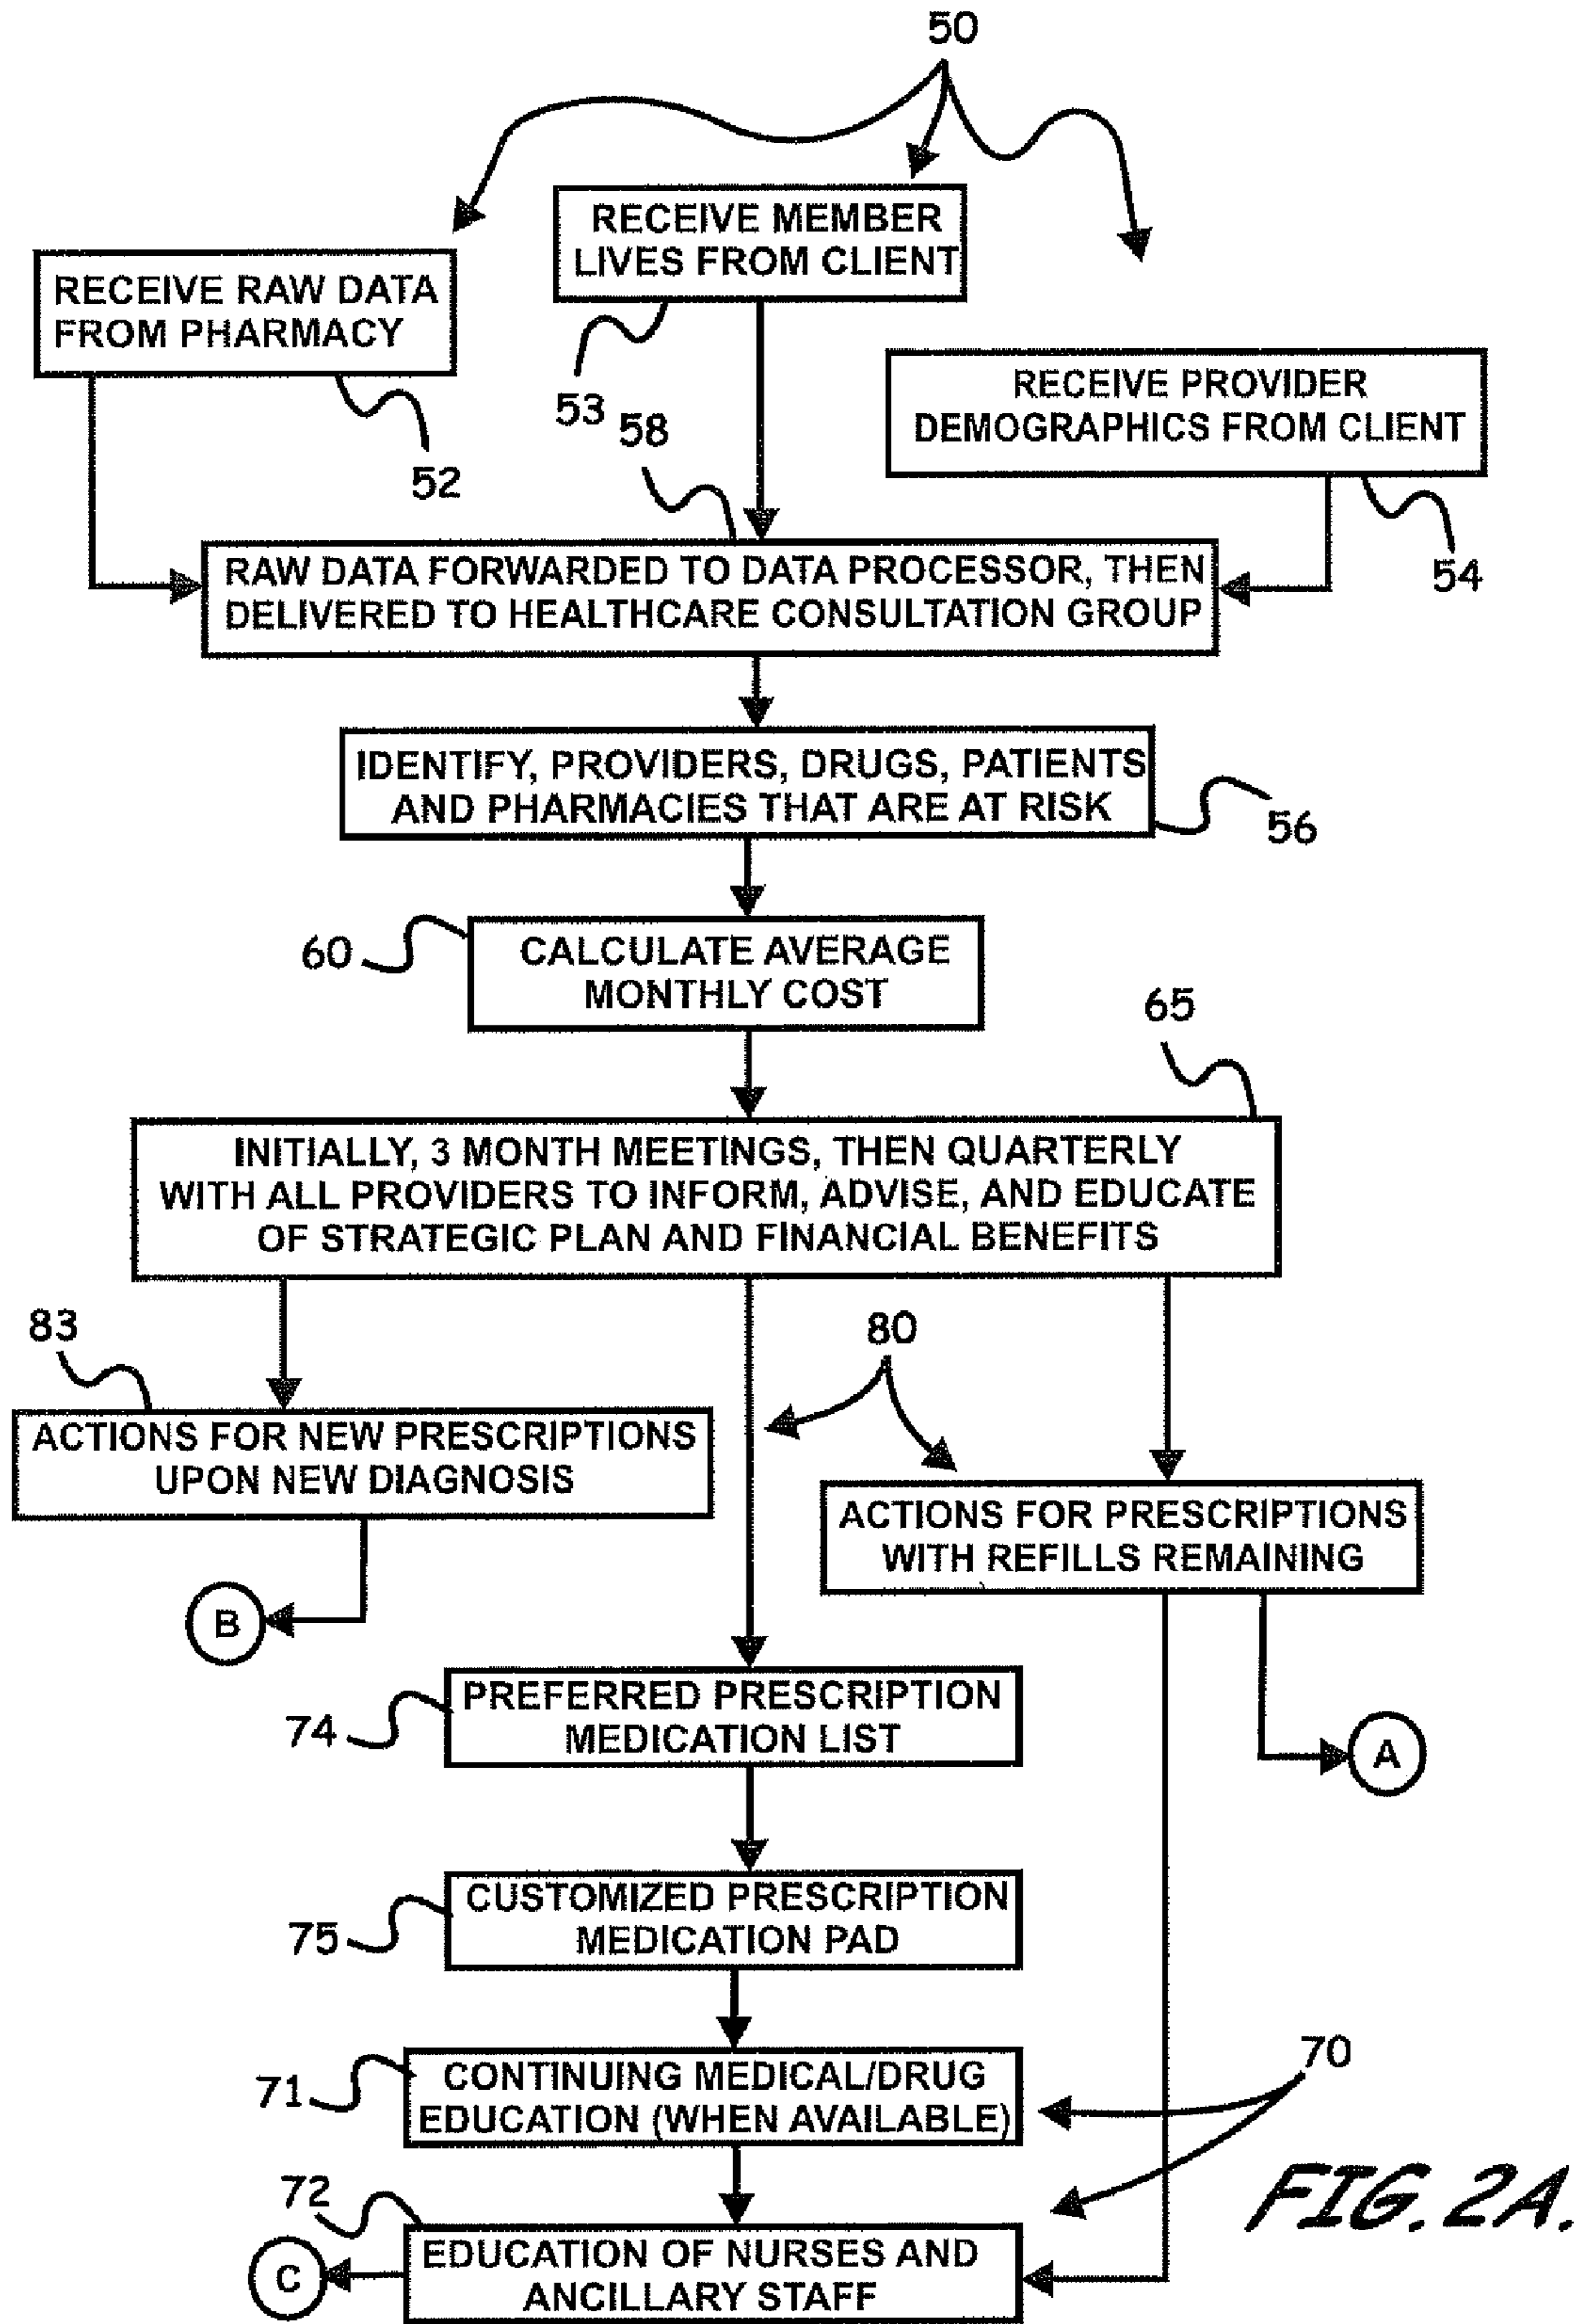 50
RECEIVE MEMBER
LIVES FROM CLIENT
RECEIVE RAW DATA
FROM PHARMACY
53
58
RECEIVE PROVIDER
DEMOGRAPHICS FROM CLIENT
52
54
RAW DATA FORWARDED TO DATA PROCESSOR, THEN
DELIVERED TO HEALTHCARE CONSULTATION GROUP
IDENTIFY, PROVIDERS, DRUGS, PATIENTS
AND PHARMACIES THAT ARE AT RISK
56
60
CALCULATE AVERAGE
MONTHLY COST
65
INITIALLY, 3 MONTH MEETINGS, THEN QUARTERLY
WITH ALL PROVIDERS TO INFORM, ADVISE, AND EDUCATE
OF STRATEGIC PLAN AND FINANCIAL BENEFITS
83
80
ACTIONS FOR NEW PRESCRIPTIONS
UPON NEW DIAGNOSIS
ACTIONS FOR PRESCRIPTIONS
WITH REFILLS REMAINING
B
74
PREFERRED PRESCRIPTION
MEDICATION LIST
A
75
CUSTOMIZED PRESCRIPTION
MEDICATION PAD
70
71
CONTINUING MEDICAL/DRUG
EDUCATION (WHEN AVAILABLE)
72
EDUCATION OF NURSES AND
ANCILLARY STAFF
C
FIG. 2A.